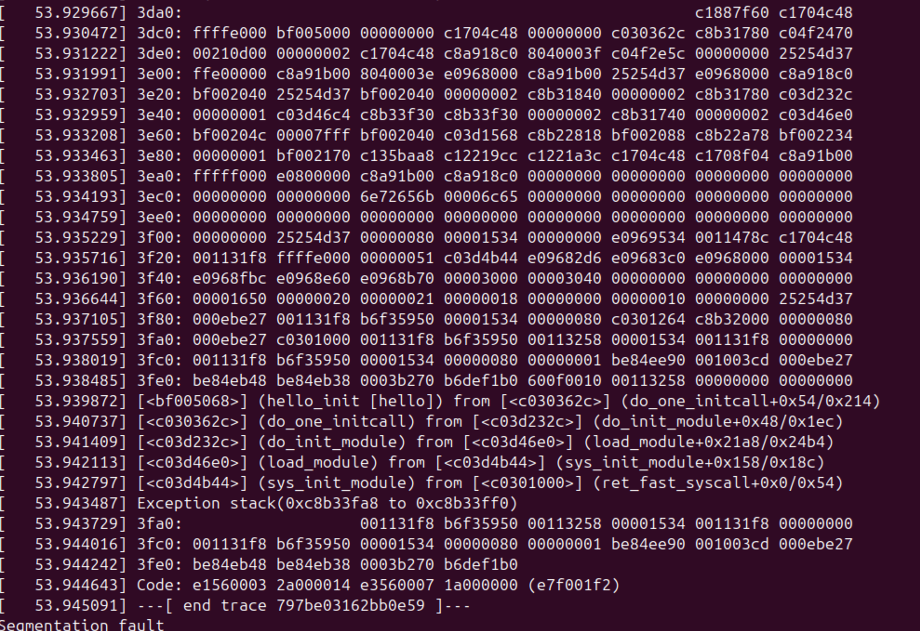 [   53.929667] 3da0:                                                       c1887f60 c1704c48
[   53.930472] 3dc0: ffffe000 bf005000 00000000 c1704c48 00000000 c030362c c8b31780 c04f2470
[   53.931222] 3de0: 00210d00 00000002 c1704c48 c8a918c0 8040003f c04f2e5c 00000000 25254d37
[   53.931991] 3e00: ffe00000 c8a91b00 8040003e e0968000 c8a91b00 25254d37 e0968000 c8a918c0
[   53.932703] 3e20: bf002040 25254d37 bf002040 00000002 c8b31840 00000002 c8b31780 c03d232c
[   53.932959] 3e40: 00000001 c03d46c4 c8b33f30 c8b33f30 00000002 c8b31740 00000002 c03d46e0
[   53.933208] 3e60: bf00204c 00007fff bf002040 c03d1568 c8b22818 bf002088 c8b22a78 bf002234
[   53.933463] 3e80: 00000001 bf002170 c135baa8 c12219cc c1221a3c c1704c48 c1708f04 c8a91b00
[   53.933805] 3ea0: fffff000 e0800000 c8a91b00 c8a918c0 00000000 00000000 00000000 00000000
[   53.934193] 3ec0: 00000000 00000000 6e72656b 00006c65 00000000 00000000 00000000 00000000
[   53.934759] 3ee0: 00000000 00000000 00000000 00000000 00000000 00000000 00000000 00000000
[   53.935229] 3f00: 00000000 25254d37 00000080 00001534 00000000 e0969534 0011478c c1704c48
[   53.935716] 3f20: 001131f8 ffffe000 00000051 c03d4b44 e09682d6 e09683c0 e0968000 00001534
[   53.936190] 3f40: e0968fbc e0968e60 e0968b70 00003000 00003040 00000000 00000000 00000000
[   53.936644] 3f60: 00001650 00000020 00000021 00000018 00000000 00000010 00000000 25254d37
[   53.937105] 3f80: 000ebe27 001131f8 b6f35950 00001534 00000080 c0301264 c8b32000 00000080
[   53.937559] 3fa0: 000ebe27 c0301000 001131f8 b6f35950 001131f8 b6f35950 00113258 00001534 001131f8
[   53.938019] 3fc0: 001131f8 b6f35950 00001534 00000080 00000001 be84ee90 001003cd 000ebe27
[   53.938485] 3fe0: be84eb48 be84eb38 0003b270 b6def1b0 600f0010 00113258 00000000 00000000
[   53.939872] [<bf005068>] (hello_init [hello]) from [<c030362c>] (do_one_initcall+0x54/0x214)
[   53.940737] [<c030362c>] (do_one_initcall) from [<c03d232c>] (do_init_module+0x48/0x1ec)
[   53.941409] [<c03d232c>] (do_init_module) from [<c03d46e0>] (load_module+0x21a8/0x24b4)
[   53.942113] [<c03d46e0>] (load_module) from [<c03d4b44>] (sys_init_module+0x158/0x18c)
[   53.942797] [<c03d4b44>] (sys_init_module) from [<c0301000>] (ret_fast_syscall+0x0/0x54)
[   53.943487] Exception stack(0xc8b33fa8 to 0xc8b33ff0)
[   53.943729] 3fa0:                   001131f8 b6f35950 00113258 00001534 001131f8 00000000
[   53.944016] 3fc0: 001131f8 b6f35950 00001534 00000080 00000001 be84ee90 001003cd 000ebe27
[   53.944242] 3fe0: be84eb48 be84eb38 0003b270 b6def1b0
[   53.944643] Code: e1560003 2a000014 e3560007 1a000000 (e7f001f2)
[   53.945091] ---[ end trace 797be03162bb0e59 ]---
Segmentation fault